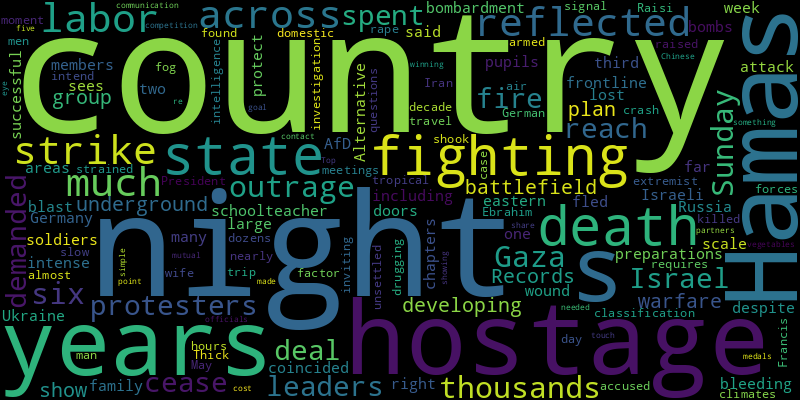 moment
communication
competition
five
labor
men
across
spent
bombardment
signal
Raisi
week
reflected
bombs
said
raised
Chinese
found
domestic
rape
armed
country
Hamas
successful
fog
members
sees
group
two
intelligence
protect
investigation
Alternative
questions
pupils
third
frontline
lost
attack
air
winning
Iran
decade
travel
German
fire
plan
reach
crash
something
re
goal
contact
strike
state
AfD
shook
case
fighting
Sunday
areas
strained
Top
meetings
tropical
far
extremist
much
President
outrage
including
battlefield
Israeli
forces
demanded
blast
underground
schoolteacher
doors
eastern
fled
Russia
Germany
large
Ebrahim
killed
soldiers
many
dozens
share
one
death
scale
partners
intense
slow
mutual
nearly
night
s
preparations
requires
vegetables
almost
wife
trip
factor
inviting
unsettled
drugging
chapters
showing
Gaza
Israel
Records
wound
warfare
six
simple
point
made
protesters
developing
classification
despite
Ukraine
officials
needed
day
touch
years
hostage
man
hours
May
Thick
deal
coincided
Francis
medals
show
family
cease
cost
leaders
right
thousands
accused
bleeding
climates
eye